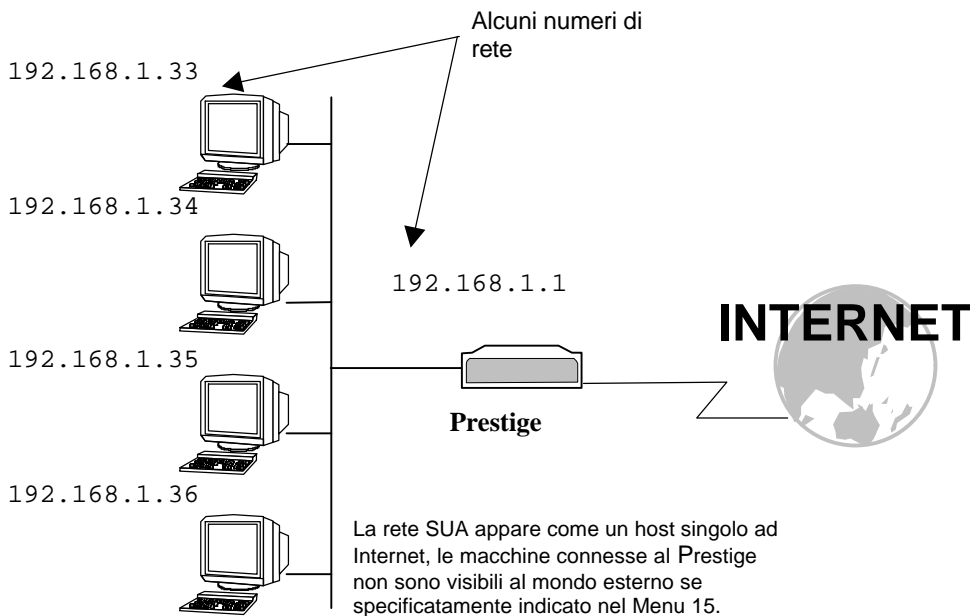 Alcuni numeri di
rete
192.168.1.33
192.168.1.34
192.168.1.1
INTERNET
192.168.1.35
Prestige
192.168.1.36
La rete SUA appare come un host singolo ad
Internet, le macchine connesse al Prestige
non sono visibili al mondo esterno se
specificatamente indicato nel Menu 15.